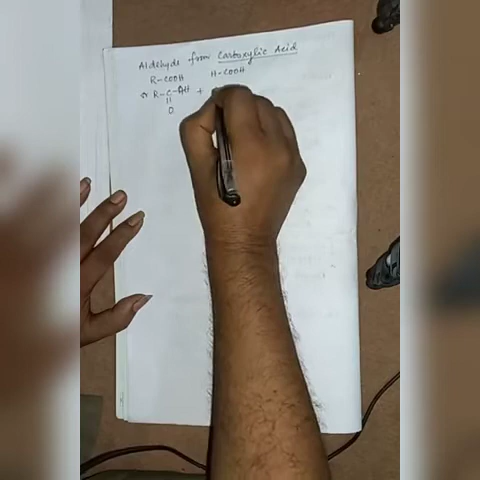 Aldehyde from Carboxylic Acid
R-COOH H-COOH
R-C-OH +
||
O